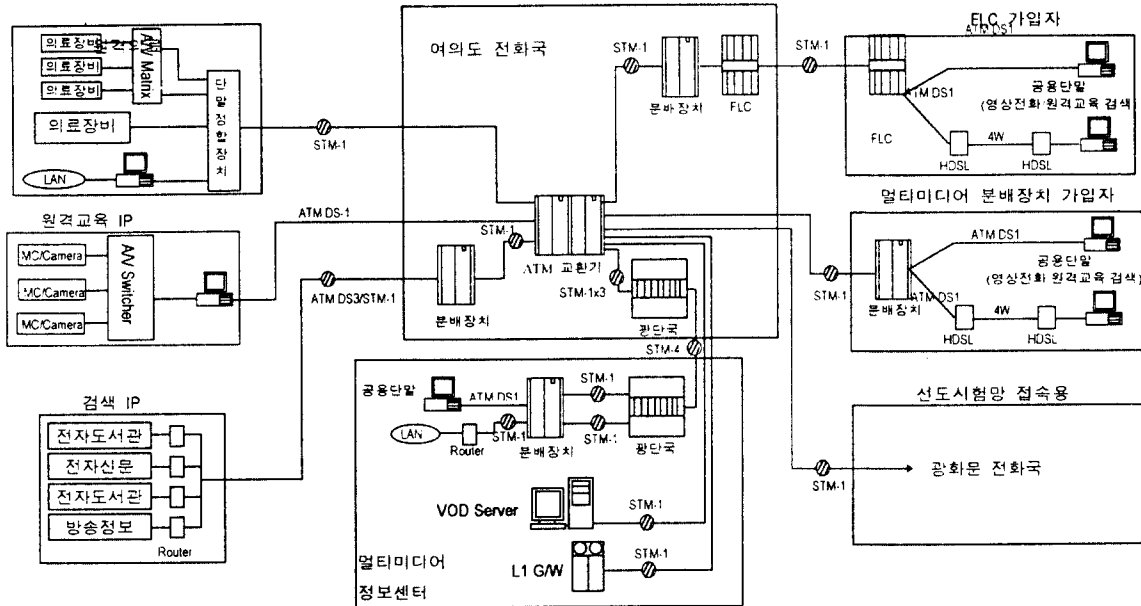 의료장비
의료장비
의료장비
A/V Matrix
의료장비
LAN
단말정합장치
STM-1
원격교육 IP
MC/Camera
MC/Camera
MC/Camera
A/V Switcher
ATM DS-1
ATM DS3/STM-1
검색 IP
전자도서관
전자신문
전자도서관
방송정보
Router
여의도 전화국
STM-1
분배장치
FLC
STM-1
ATM 교환기
STM-1
분배장치
STM-1x3
광단국
STM-4
공용단말
ATM DS1
LAN
Router
STM-1
분배장치
STM-1
STM-1
광단국
VOD Server
STM-1
L1 G/W
STM-1
멀티미디어
정보센터
FLC 가입자
ATM DS1
STM-1
FLC
공용단말
(영상전화 원격교육 검색)
HDSL
4W
HDSL
멀티미디어 분배장치 가입자
ATM DS1
STM-1
분배장치
공용단말
(영상전화 원격교육 검색)
ATM DS1
HDSL
4W
HDSL
선도시험망 접속용
STM-1
광화문 전화국